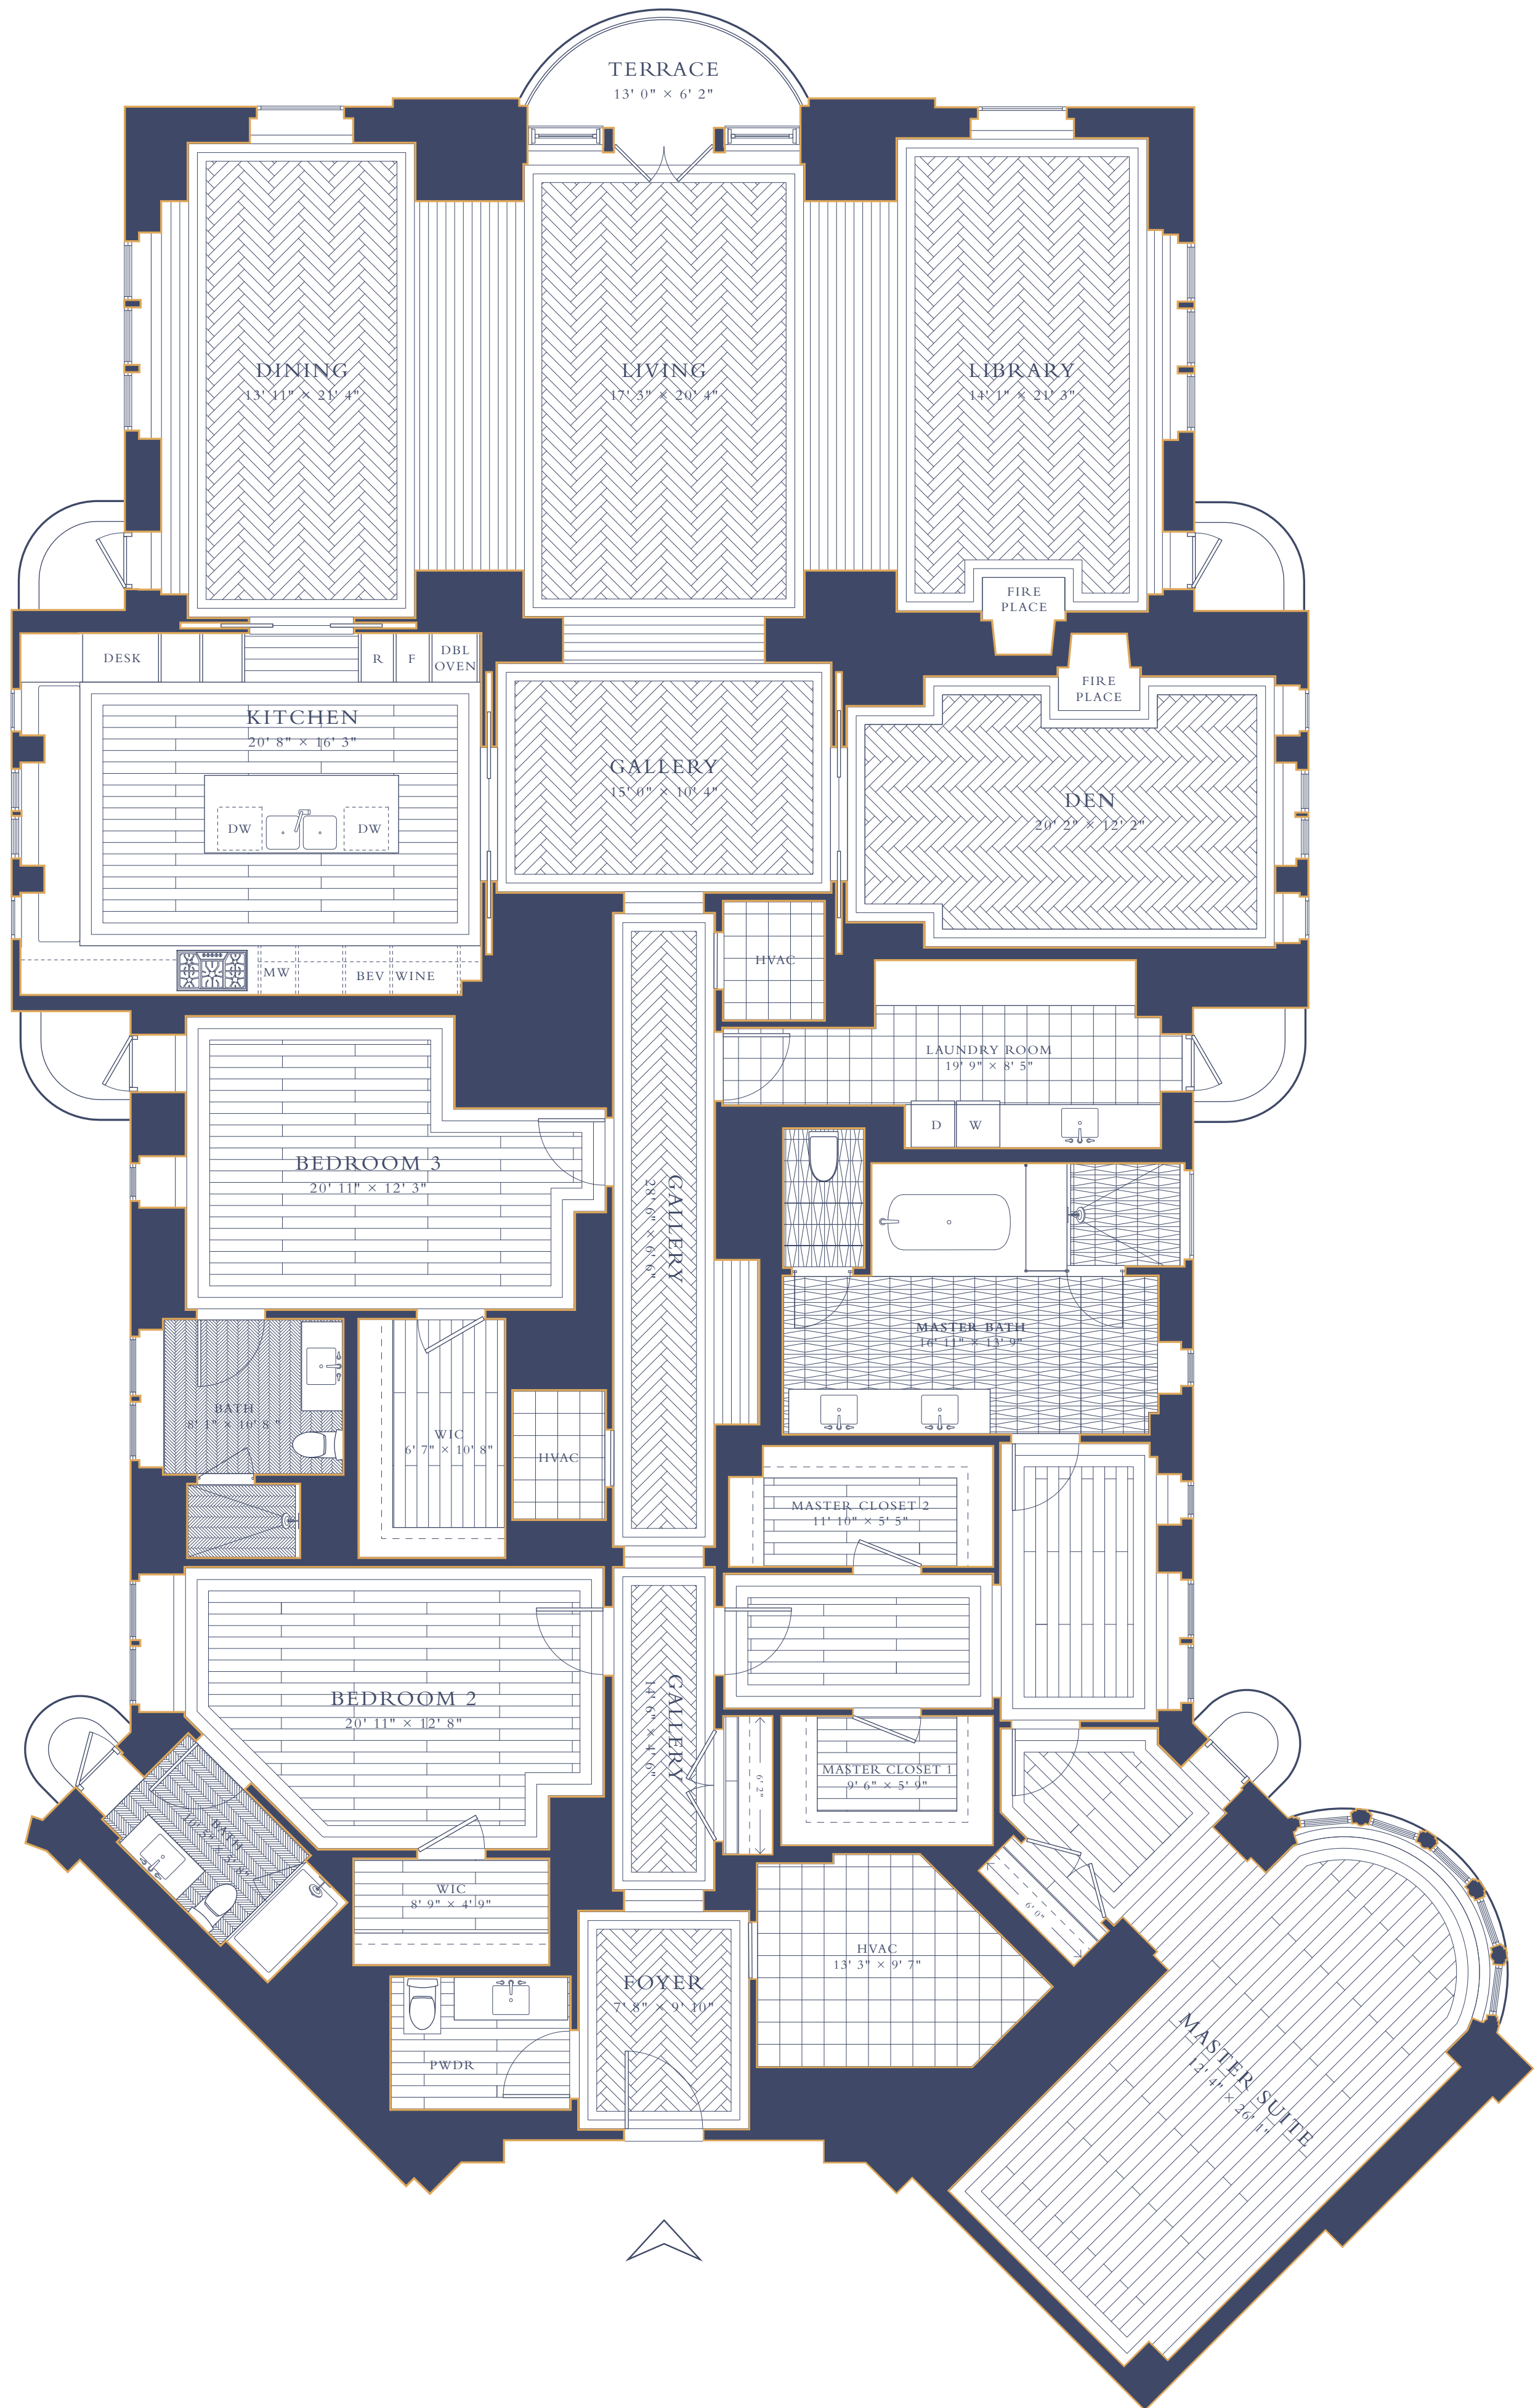 TERRACE
13' 0" × 6' 2"
DINING
13' 11" × 21' 4"
LIVING
17' 3" × 20' 4"
LIBRARY
14' 1" × 21' 3"
FIRE
PLACE
DESK
R
F
DBL
OVEN
FIRE
PLACE
KITCHEN
20' 8" × 16' 3"
DW
DW
GALLERY
15' 0" × 10' 4"
DEN
20' 2" × 12' 2"
MW
BEV
WINE
HVAC
LAUNDRY ROOM
19' 9" × 8' 5"
D
W
BEDROOM 3
20' 11" × 12' 3"
GALLERY
28' 6" × 6' 6"
MASTER BATH
16' 11" × 13' 9"
BATH
8' 1" × 10' 8 "
WIC
6' 7" × 10' 8"
HVAC
MASTER CLOSET 2
11' 10" × 5' 5"
BEDROOM 2
20' 11" × 12' 8"
GALLERY
14' 6" × 4' 6"
6' 2"
MASTER CLOSET 1
9' 6" × 5' 9"
BATH
WIC
8' 9" × 4' 9"
6' 0"
HVAC
13' 3" × 9' 7"
FOYER
7' 8" × 9' 10"
PWDR
MASTER SUITE
12' 4" × 26' 1"